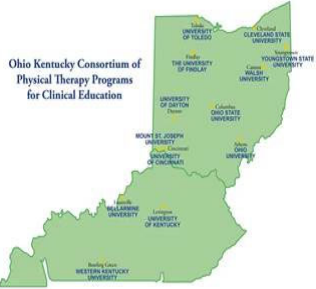 Ohio Kentucky Consortium of
Physical Therapy Programs
for Clinical Education
Toledo
UNIVERSITY
OF TOLEDO
Cleveland
CLEVELAND STATE
UNIVERSITY
Youngstown
YOUNGSTOWN STATE
UNIVERSITY
Findlay
THE UNIVERSITY
OF FINDLAY
Canton
WALSH
UNIVERSITY
UNIVERSITY
OF DAYTON
Dayton
Columbus
OHIO STATE
UNIVERSITY
MOUNT ST. JOSEPH
UNIVERSITY
Cincinnati
UNIVERSITY
OF CINCINNATI
Athens
OHIO
UNIVERSITY
Louisville
BELLARMINE
UNIVERSITY
Lexington
UNIVERSITY
OF KENTUCKY
Bowling Green
WESTERN KENTUCKY
UNIVERSITY